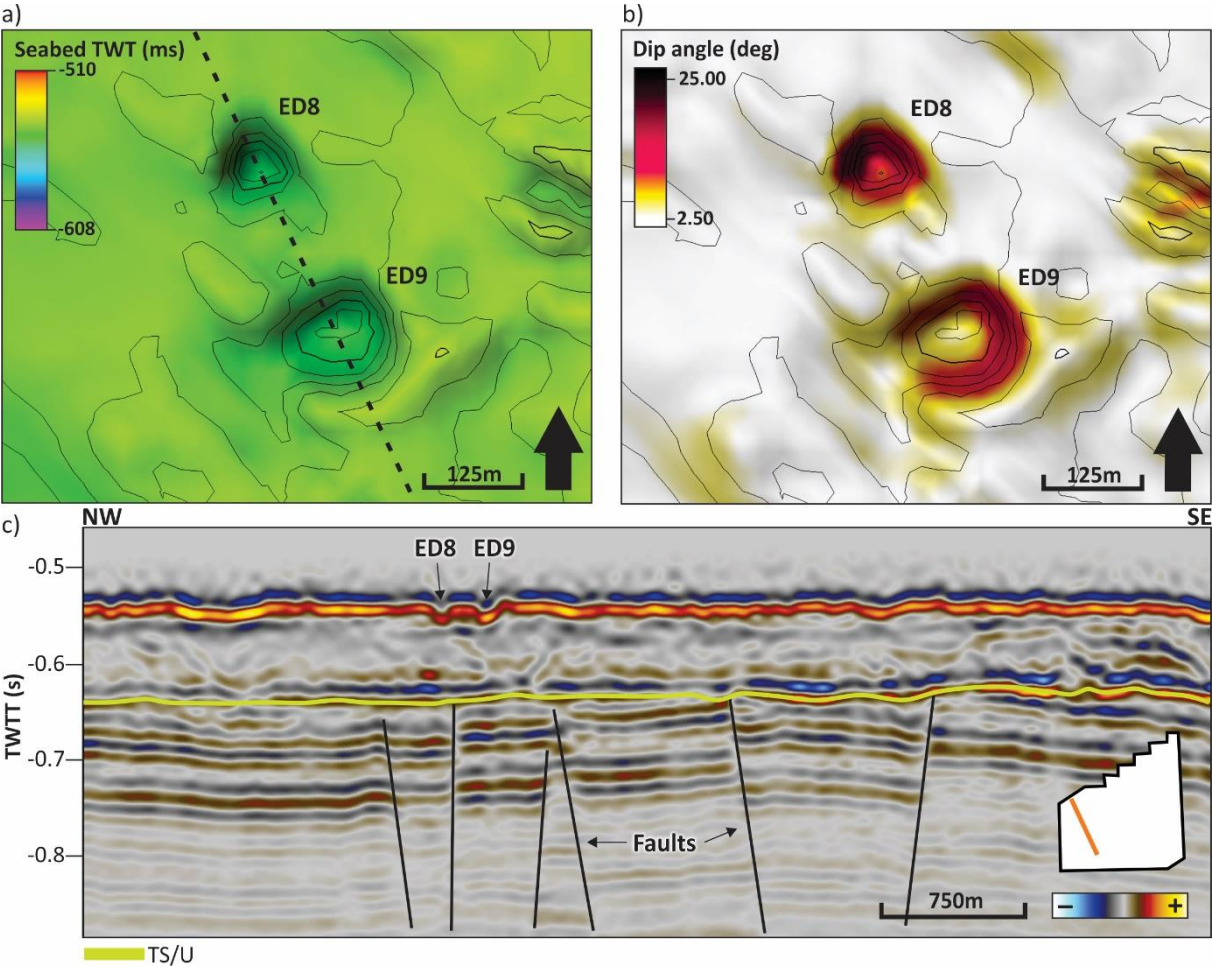 a)
Seabed TWT (ms)
-510
-608
ED8
ED9
125m
b)
Dip angle (deg)
25.00
2.50
ED8
ED9
125m
c)
NW
SE
ED8
ED9
-0.5
-0.6
-0.7
-0.8
TWTT (s)
Faults
750m
− +
TS/U